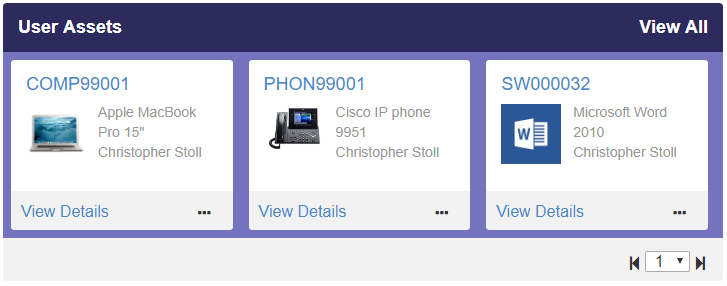 User Assets View All
COMP99001
Apple MacBook
Pro 15"
Christopher Stoll
View Details
PHON99001
Cisco IP phone
9951
Christopher Stoll
View Details
SW000032
W
Microsoft Word
2010
Christopher Stoll
View Details
1